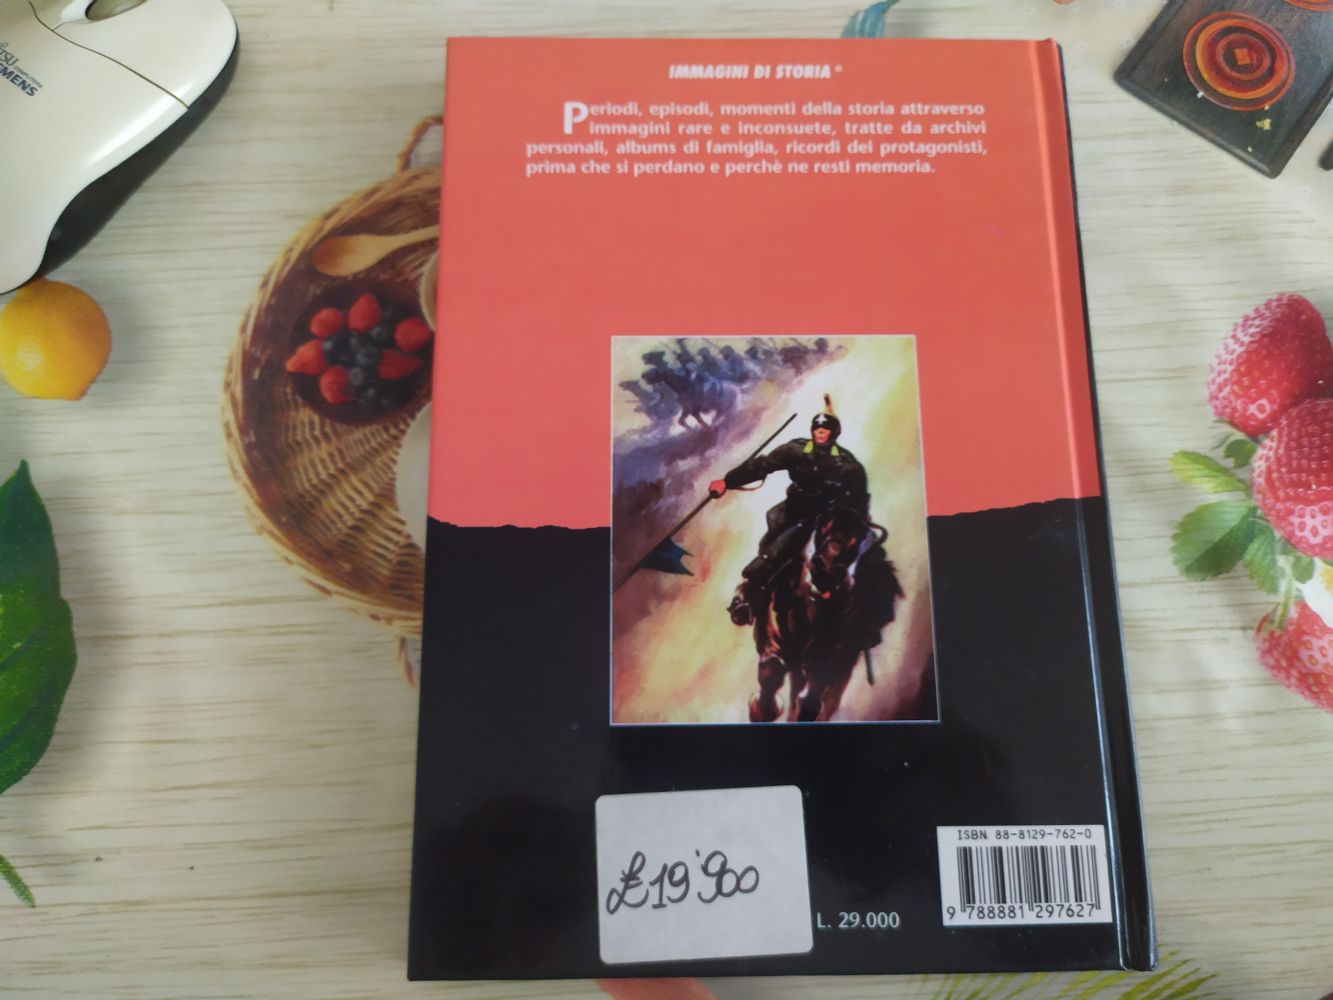 IMMAGINI DI STORIA®
Periodi, episodi, momenti della storia attraverso
immagini rare e inconsuete, tratte da archivi
personali, albums di famiglia, ricordi dei protagonisti,
prima che si perdano e perchè ne resti memoria.
ISBN 88-8129-762-0
9 788881 297627
£19'900
L. 29.000